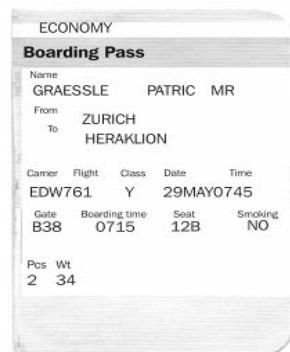 ECONOMY
Boarding Pass
Name
GRAESSLE PATRIC MR
From ZURICH
To HERAKLION
Carrier Flight Class Date Time
EDW761 Y 29MAY0745
Gate Boarding time Seat Smoking
B38 0715 12B NO
Pcs Wt
2 34